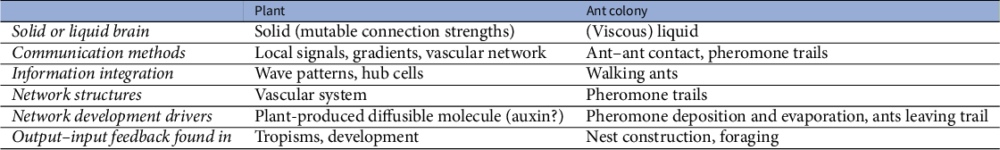 Plant Ant colony
Solid or liquid brain Solid (mutable connection strengths) (Viscous) liquid
Communication methods Local signals, gradients, vascular network Ant–ant contact, pheromone trails
Information integration Wave patterns, hub cells Walking ants
Network structures Vascular system Pheromone trails
Network development drivers Plant-produced diffusible molecule (auxin?) Pheromone deposition and evaporation, ants leaving trail
Output–input feedback found in Tropisms, development Nest construction, foraging